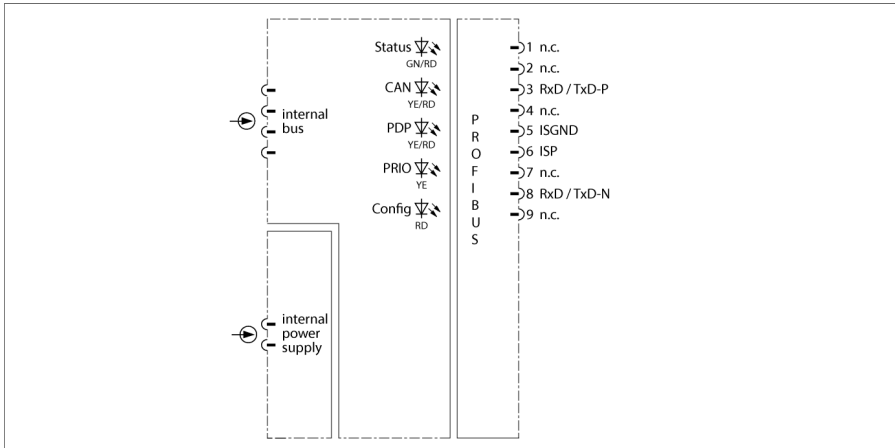 Status
GN/RD
CAN
YE/RD
PDP
YE/RD
PRIO
YE
Config
RD
internal
bus
internal
power
supply
PROFIBUS
1 n.c.
2 n.c.
3 RxD / TxD-P
4 n.c.
5 ISGND
6 ISP
7 n.c.
8 RxD / TxD-N
9 n.c.